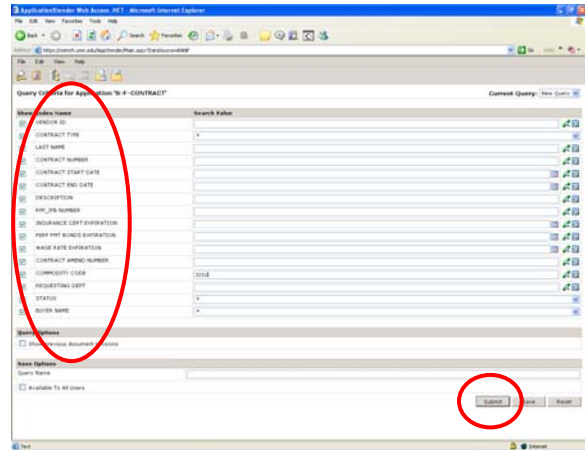 ApplicationXtender Web Access .NET - Microsoft Internet Explorer
File Edit View Favorites Tools Help
Back Search Favorites
File Edit View Help
Query Criteria for Application "B-F-CONTRACT" Current Query: New Query
Show Index Name Search Value
VENDOR ID
CONTRACT TYPE *
LAST NAME
CONTRACT NUMBER
CONTRACT START DATE
CONTRACT END DATE
DESCRIPTION
RFP_IFB NUMBER
INSURANCE CERT EXPIRATION
PERF PMT BONDS EXPIRATION
WAGE RATE EXPIRATION
CONTRACT AMEND NUMBER
COMMODITY CODE
REQUESTING DEPT
STATUS *
BUYER NAME *
Query Options
Show previous document versions
Save Options
Query Name
Available To All Users
Submit Save Reset
Internet